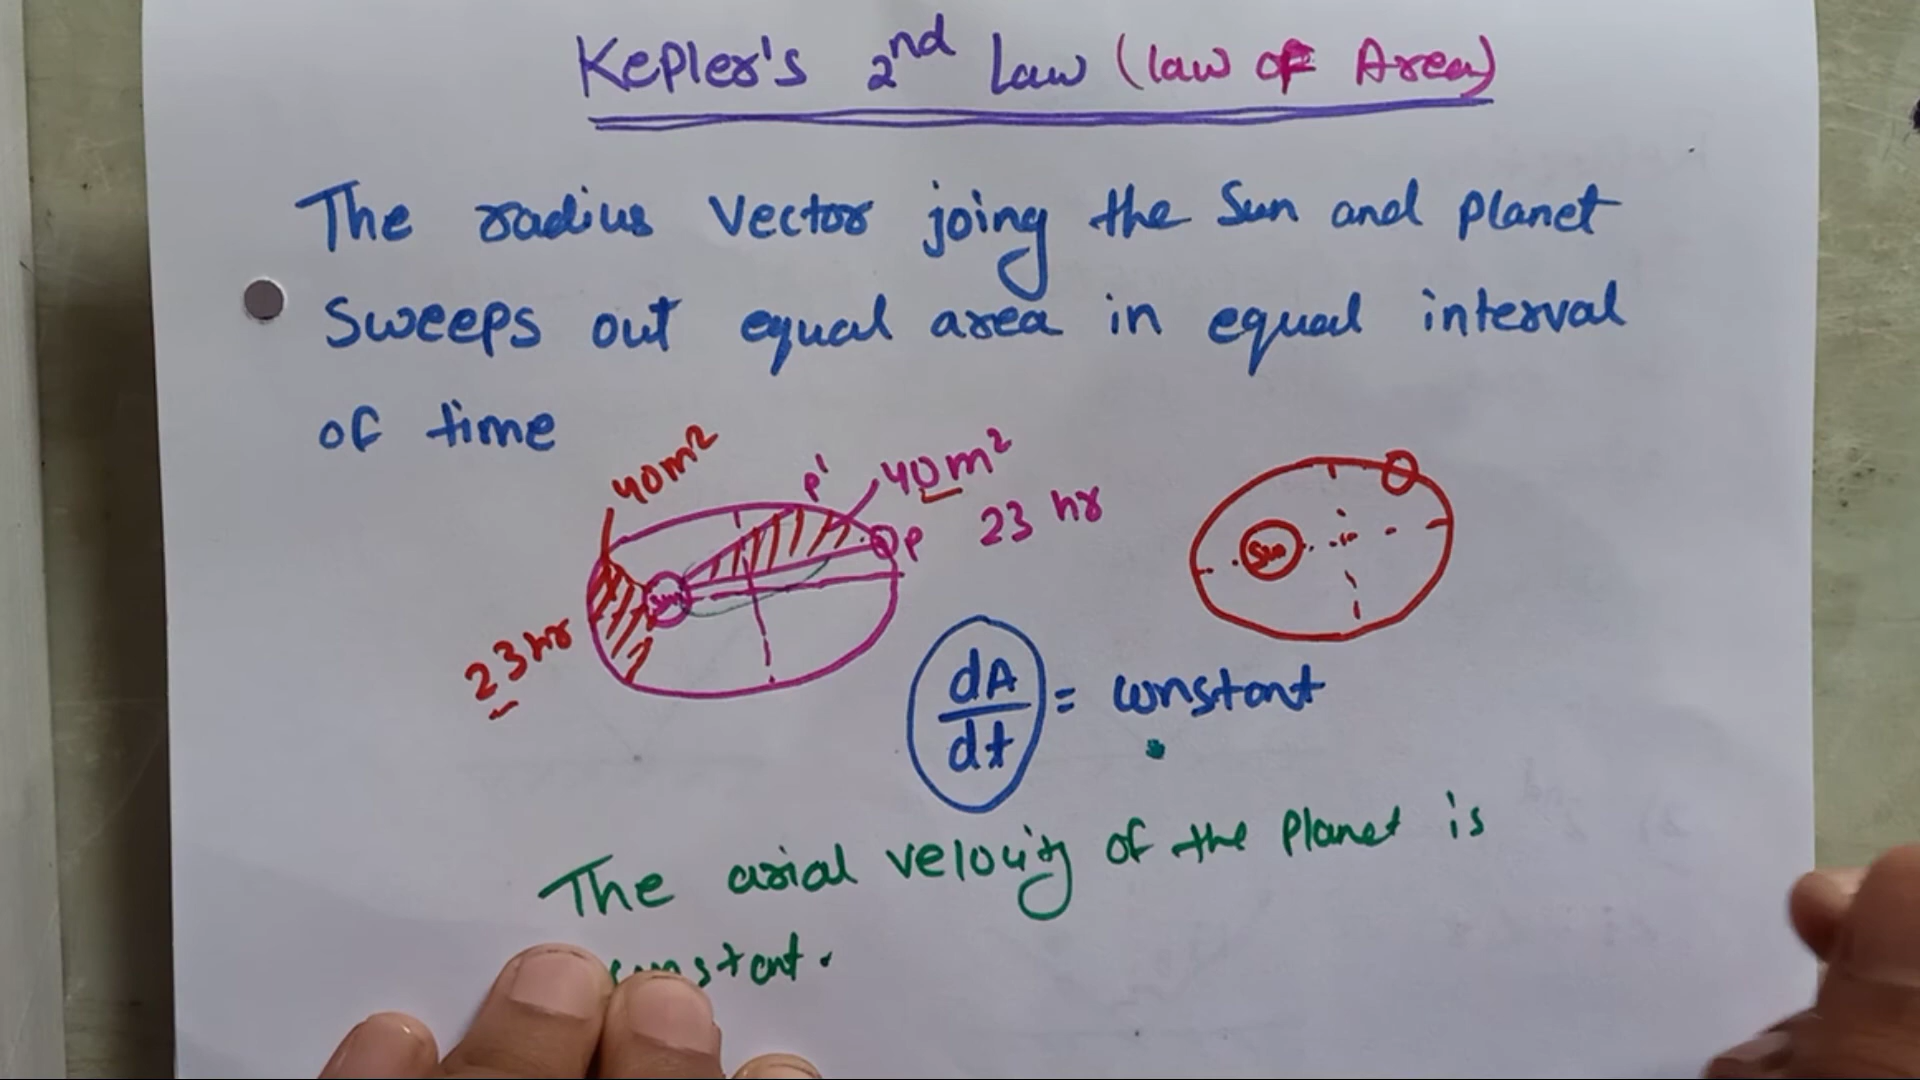 Kepler's 2nd Law (law of Area)
The radius vector joing the Sun and planet
Sweeps out equal area in equal interval
of time
40m²
P'
40m²
23 hr
P
Sun
23 hr
Sun
dA/dt = constant
The arial velocity of the planet is
constant.